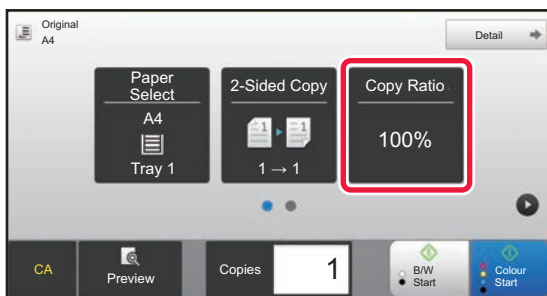 Original
A4
Detail
Paper
Select
A4
Tray 1
2-Sided Copy
1 → 1
Copy Ratio
100%
CA
Preview
Copies
1
B/W
Start
Colour
Start